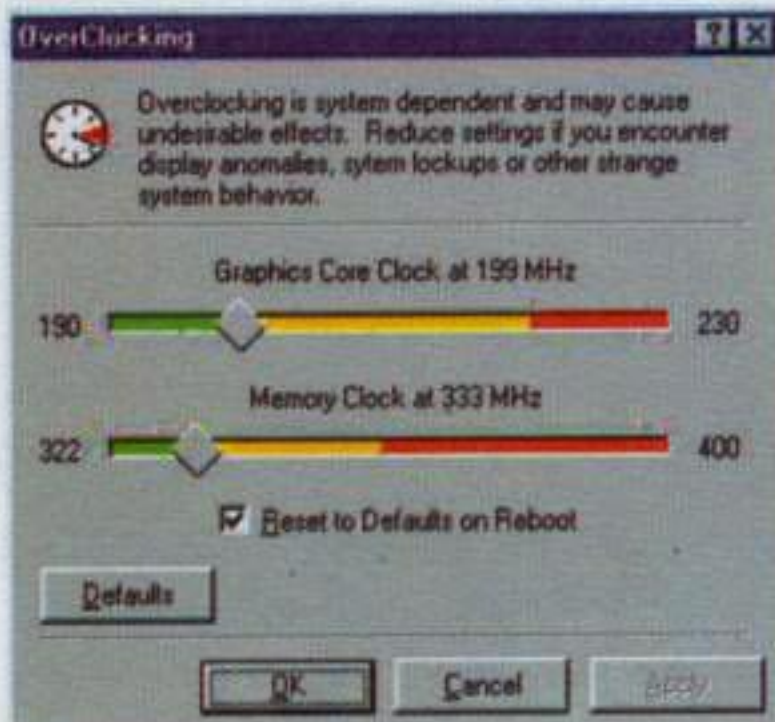 OverClocking
Overclocking is system dependent and may cause
undesirable effects. Reduce settings if you encounter
display anomalies, sytem lockups or other strange
system behavior.
Graphics Core Clock at 199 MHz
190 230
Memory Clock at 333 MHz
322 400
Reset to Defaults on Reboot
Defaults
OK Cancel Apply